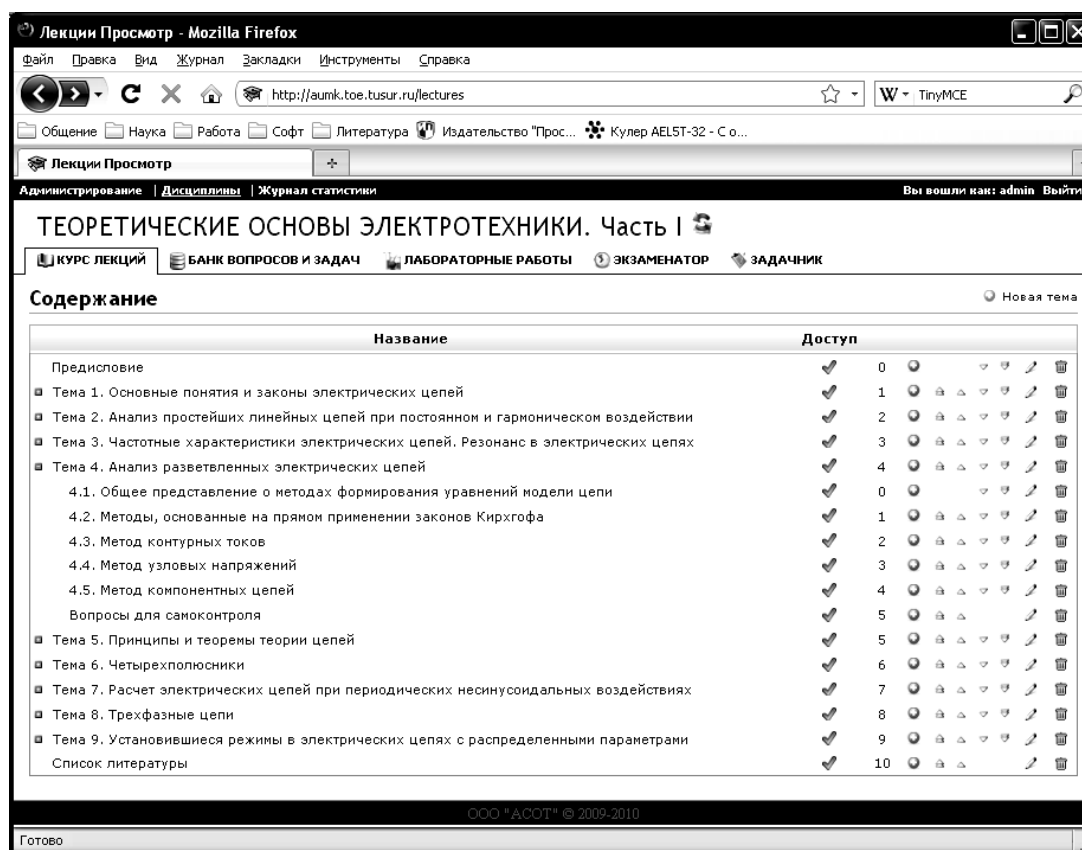 Лекции Просмотр - Mozilla Firefox
Файл Правка Вид Журнал Закладки Инструменты Справка
http://aumk.toe.tusur.ru/lectures W TinyMCE
Общение Наука Работа Софт Литература Издательство "Прос... Кулер AEL5T-32 - С о...
Лекции Просмотр
Администрирование | Дисциплины | Журнал статистики Вы вошли как: admin Выйти
ТЕОРЕТИЧЕСКИЕ ОСНОВЫ ЭЛЕКТРОТЕХНИКИ. Часть I
КУРС ЛЕКЦИЙ БАНК ВОПРОСОВ И ЗАДАЧ ЛАБОРАТОРНЫЕ РАБОТЫ ЭКЗАМЕНАТОР ЗАДАЧНИК
Содержание Новая тема
Название Доступ
Предисловие 0
Тема 1. Основные понятия и законы электрических цепей 1
Тема 2. Анализ простейших линейных цепей при постоянном и гармоническом воздействии 2
Тема 3. Частотные характеристики электрических цепей. Резонанс в электрических цепях 3
Тема 4. Анализ разветвленных электрических цепей 4
4.1. Общее представление о методах формирования уравнений модели цепи 0
4.2. Методы, основанные на прямом применении законов Кирхгофа 1
4.3. Метод контурных токов 2
4.4. Метод узловых напряжений 3
4.5. Метод компонентных цепей 4
Вопросы для самоконтроля 5
Тема 5. Принципы и теоремы теории цепей 5
Тема 6. Четырехполюсники 6
Тема 7. Расчет электрических цепей при периодических несинусоидальных воздействиях 7
Тема 8. Трехфазные цепи 8
Тема 9. Установившиеся режимы в электрических цепях с распределенными параметрами 9
Список литературы 10
ООО "АСОТ" © 2009-2010
Готово